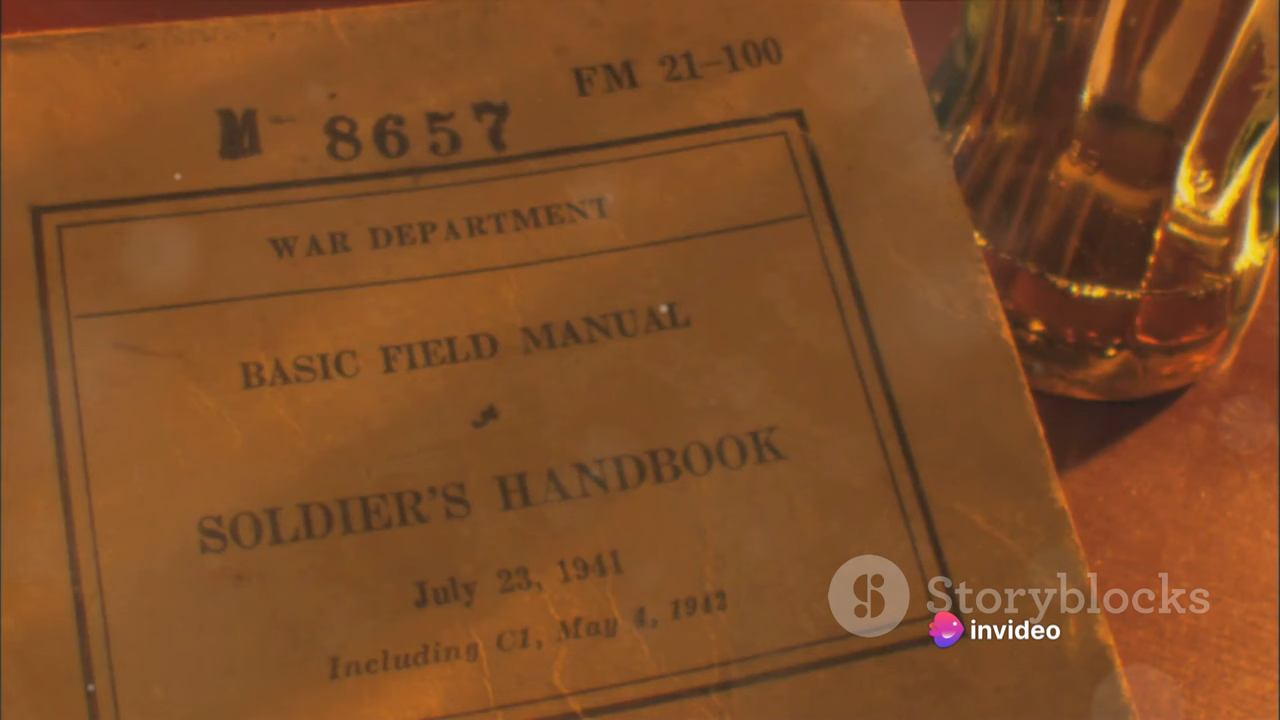 FM 21-100
M- 8657
WAR DEPARTMENT
BASIC FIELD MANUAL
SOLDIER'S HANDBOOK
July 23, 1941
Including C1, May 4, 1942
Storyblocks
invideo